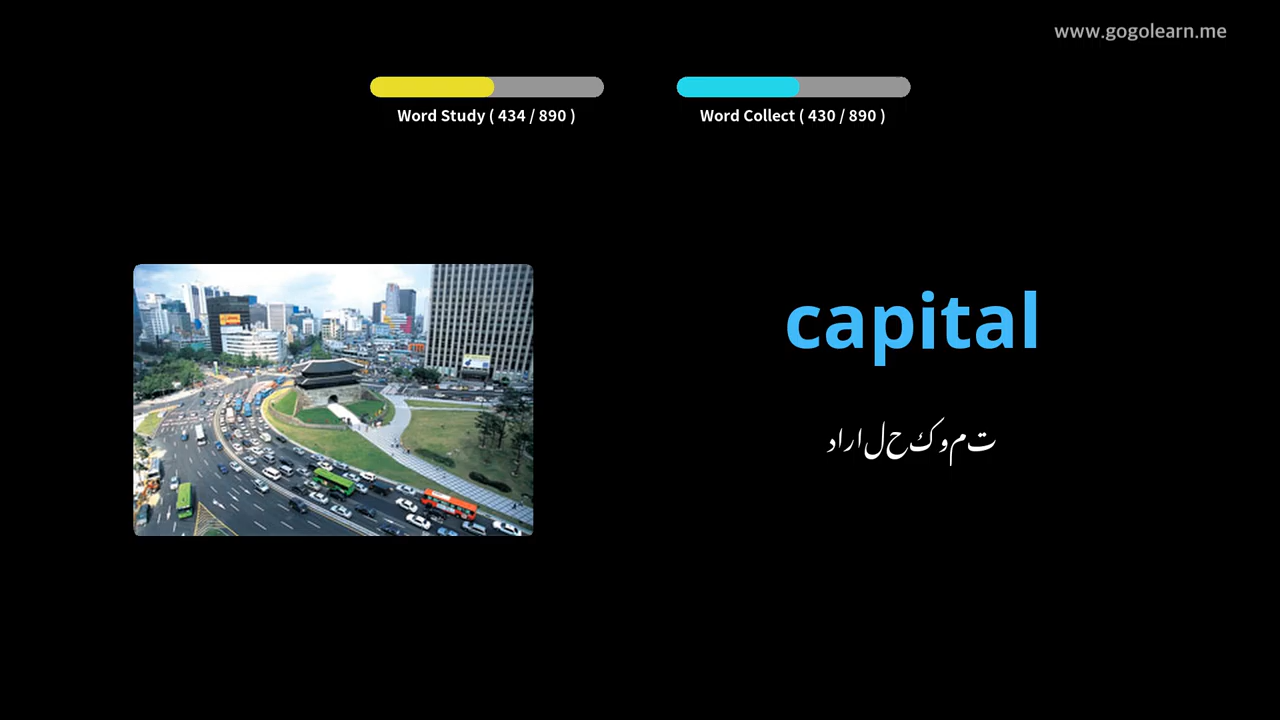 www.gogolearn.me
Word Study ( 434 / 890 )
Word Collect ( 430 / 890 )
capital
دارالحکومت